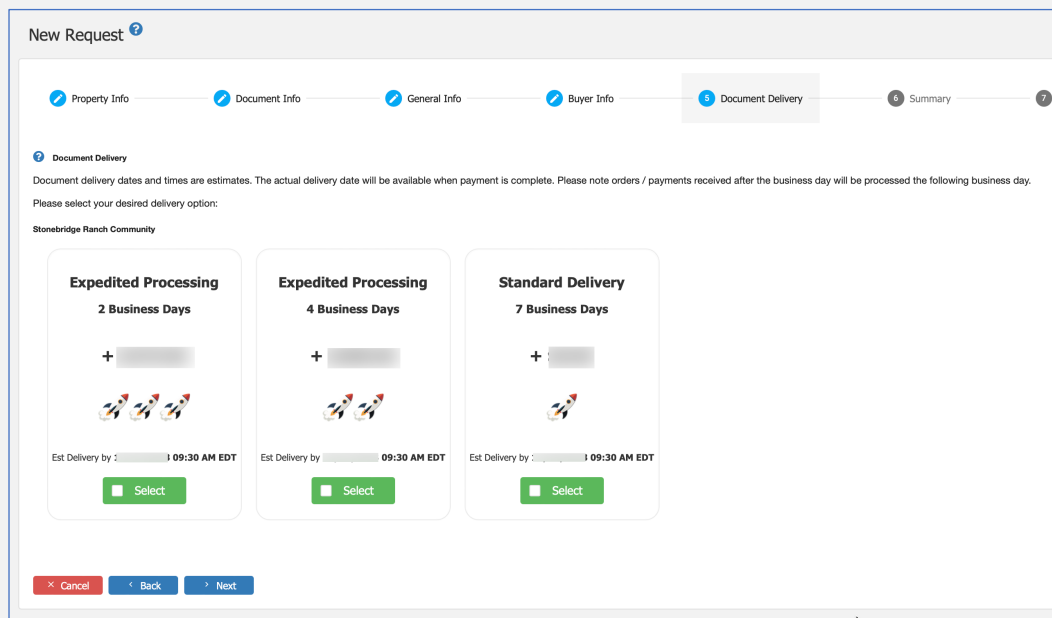 New Request ?
Property Info
Document Info
General Info
Buyer Info
5 Document Delivery
6 Summary
7
? Document Delivery
Document delivery dates and times are estimates. The actual delivery date will be available when payment is complete. Please note orders / payments received after the business day will be processed the following business day.
Please select your desired delivery option:
Stonebridge Ranch Community
Expedited Processing
2 Business Days
+
Est Delivery by 09:30 AM EDT
Select
Expedited Processing
4 Business Days
+
Est Delivery by 09:30 AM EDT
Select
Standard Delivery
7 Business Days
+
Est Delivery by 09:30 AM EDT
Select
× Cancel
‹ Back
› Next